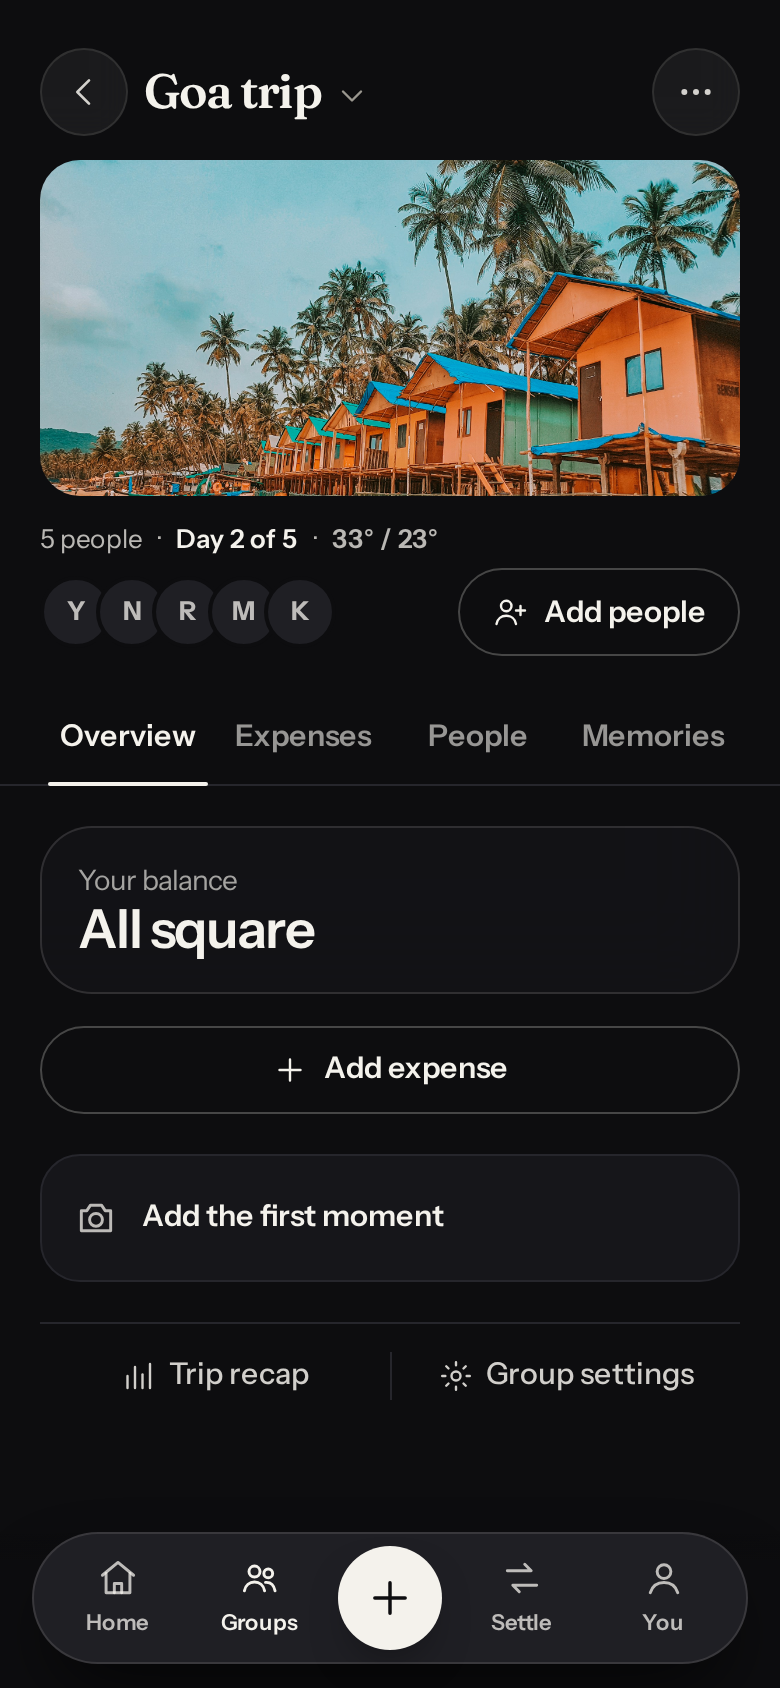 Goa trip
5 people · Day 2 of 5 · 33° / 23°
Y N R M K
Add people
Overview Expenses People Memories
Your balance
All square
Add expense
Add the first moment
Trip recap
Group settings
Home Groups Settle You